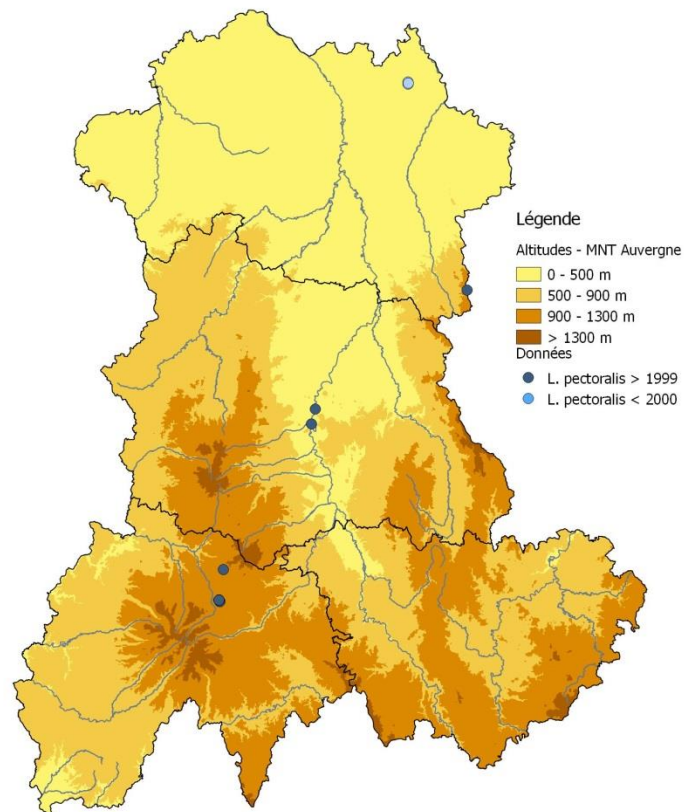 Légende
Altitudes - MNT Auvergne
0 - 500 m
500 - 900 m
900 - 1300 m
> 1300 m
Données
L. pectoralis > 1999
L. pectoralis < 2000